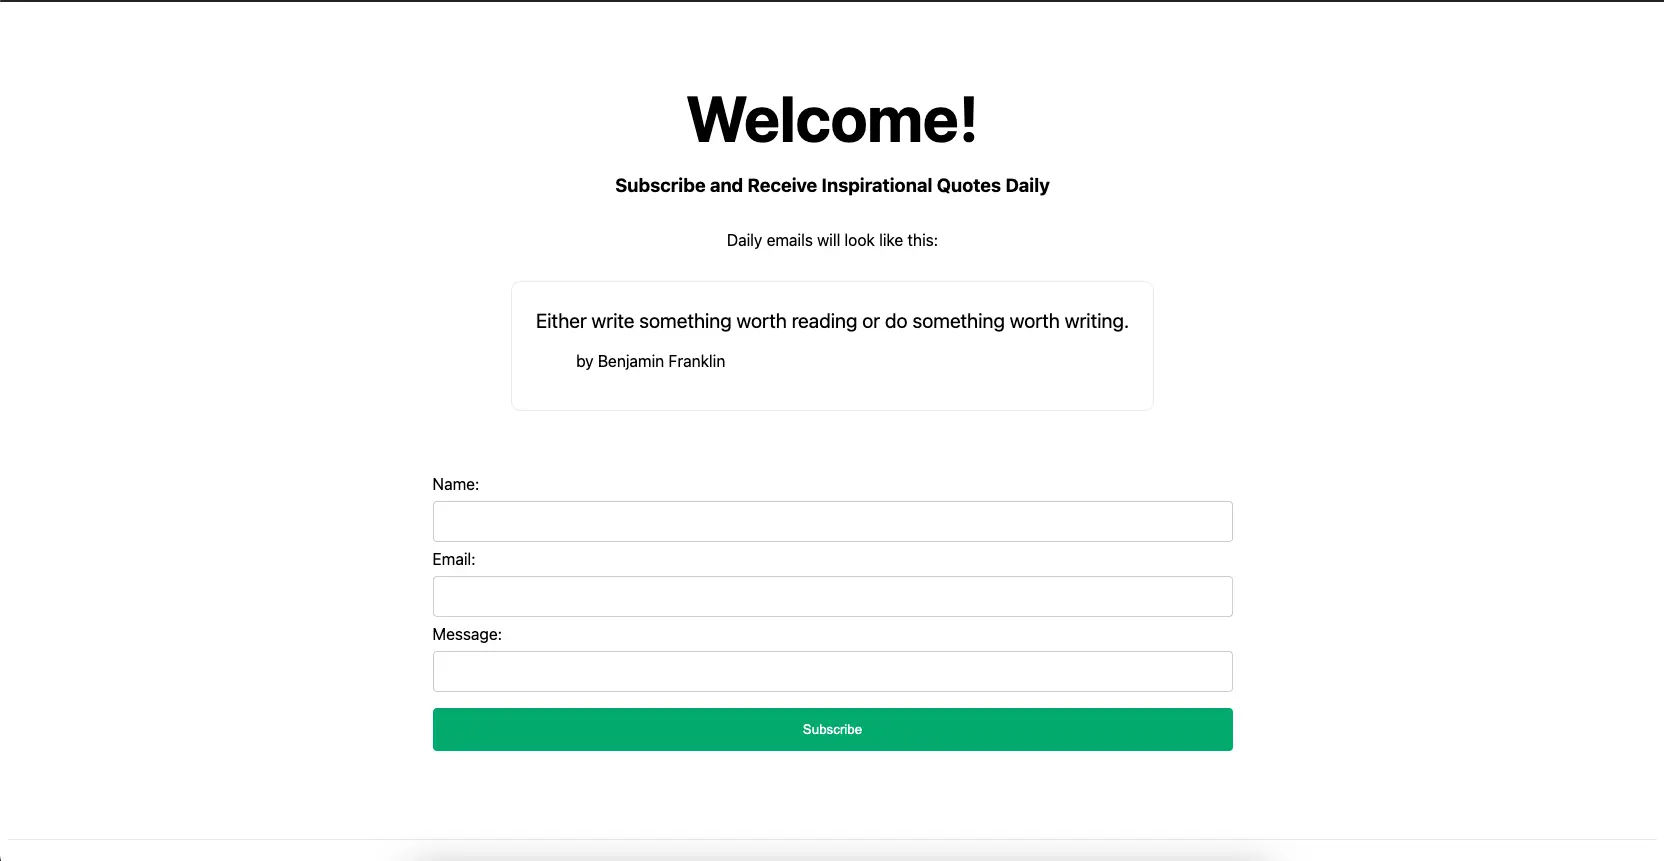 Welcome!
Subscribe and Receive Inspirational Quotes Daily
Daily emails will look like this:
Either write something worth reading or do something worth writing.
by Benjamin Franklin
Name:
Email:
Message:
Subscribe